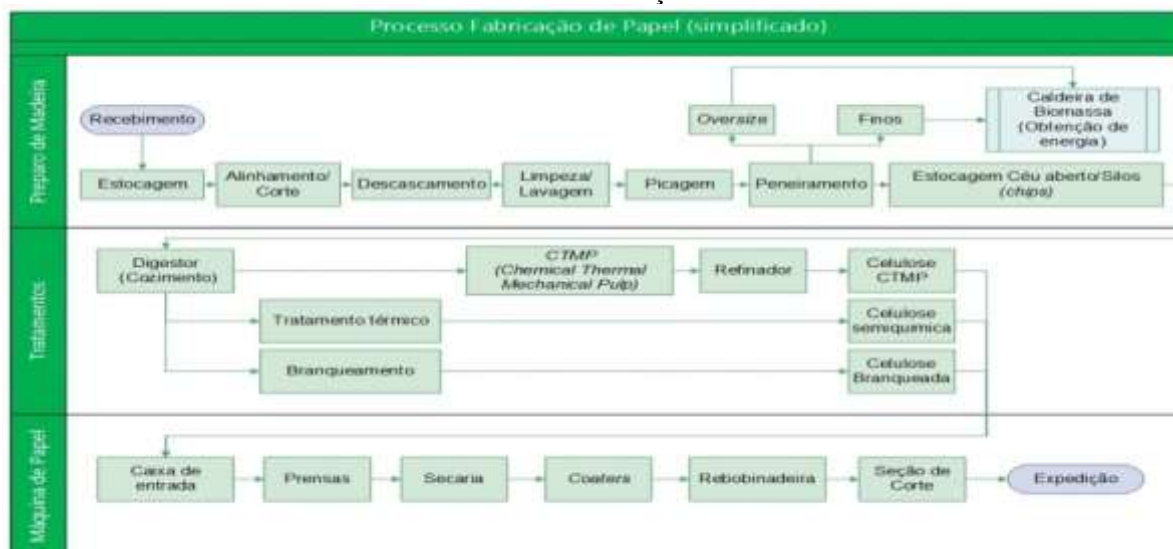 Processo Fabricação de Papel (simplificado)
Preparo de Madeira
Recebimento
Oversize
Finos
Caldeira de
Biomassa
(Obtenção de
energia)
Estocagem
Alinhamento/
Corte
Descascamento
Limpeza/
Lavagem
Picagem
Peneiramento
Estocagem Céu aberto/Silos
(chips)
Tratamentos
Digestor
(Cozimento)
CTMP
(Chemical Thermal
Mechanical Pulp)
Refinador
Celulose
CTMP
Tratamento térmico
Celulose
semiquimica
Branqueamento
Celulose
Branqueada
Máquina de Papel
Caixa de
entrada
Prensas
Secaria
Coaters
Rebobinadeira
Seção de
Corte
Expedição